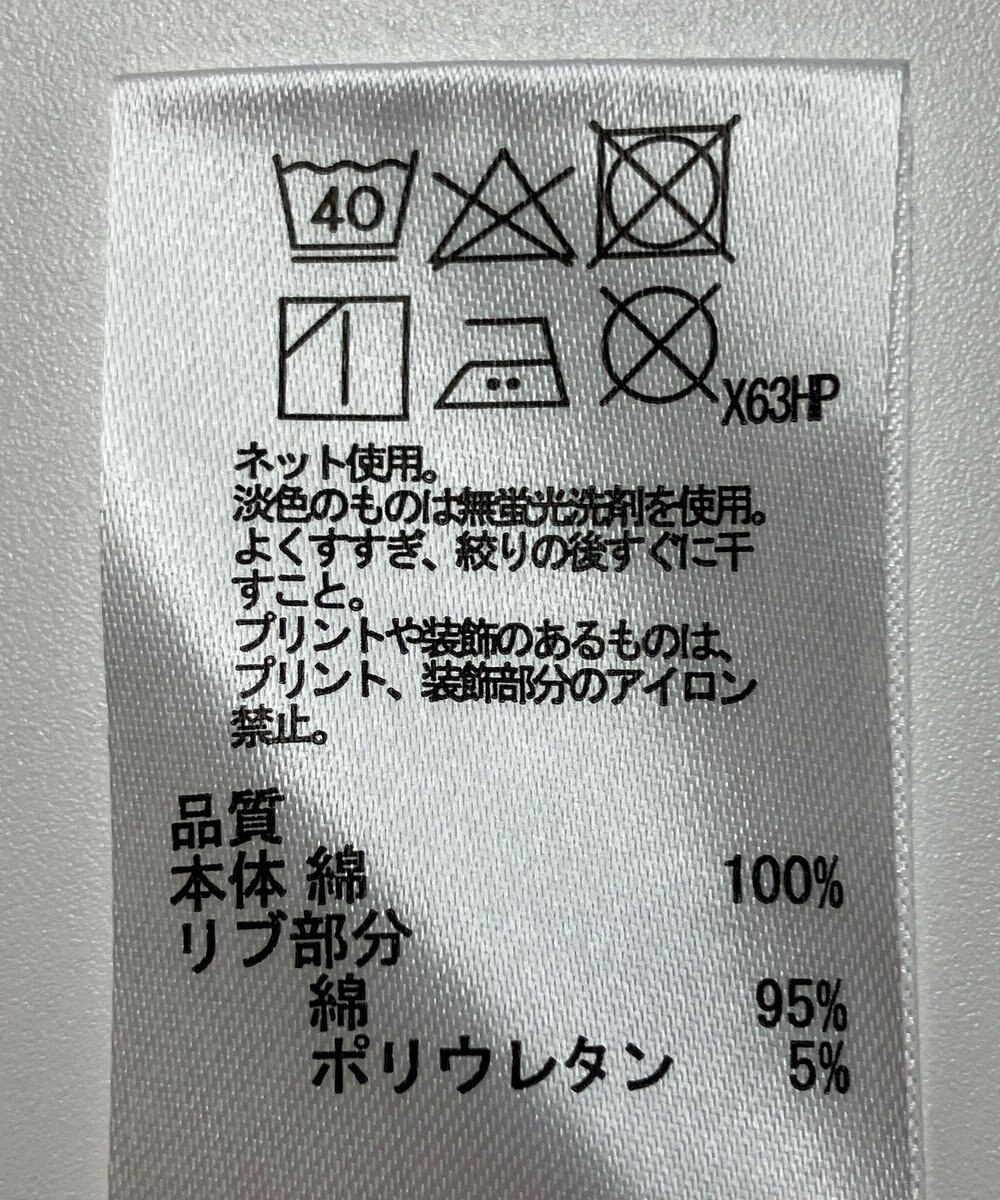 40
X63HP
ネット使用。
淡色のものは無蛍光洗剤を使用。
よくすすぎ、絞りの後すぐに干
すこと。
プリントや装飾のあるものは、
プリント、装飾部分のアイロン
禁止。
品質
本体 綿 100%
リブ部分
綿 95%
ポリウレタン 5%